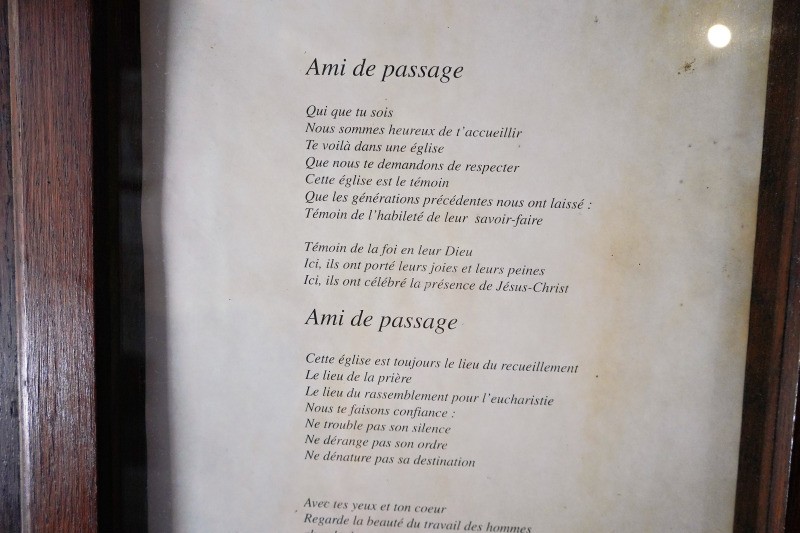 Ami de passage
Qui que tu sois
Nous sommes heureux de t'accueillir
Te voilà dans une église
Que nous te demandons de respecter
Cette église est le témoin
Que les générations précédentes nous ont laissé :
Témoin de l'habileté de leur savoir-faire
Témoin de la foi en leur Dieu
Ici, ils ont porté leurs joies et leurs peines
Ici, ils ont célébré la présence de Jésus-Christ
Ami de passage
Cette église est toujours le lieu du recueillement
Le lieu de la prière
Le lieu du rassemblement pour l'eucharistie
Nous te faisons confiance :
Ne trouble pas son silence
Ne dérange pas son ordre
Ne dénature pas sa destination
Avec tes yeux et ton coeur
Regarde la beauté du travail des hommes